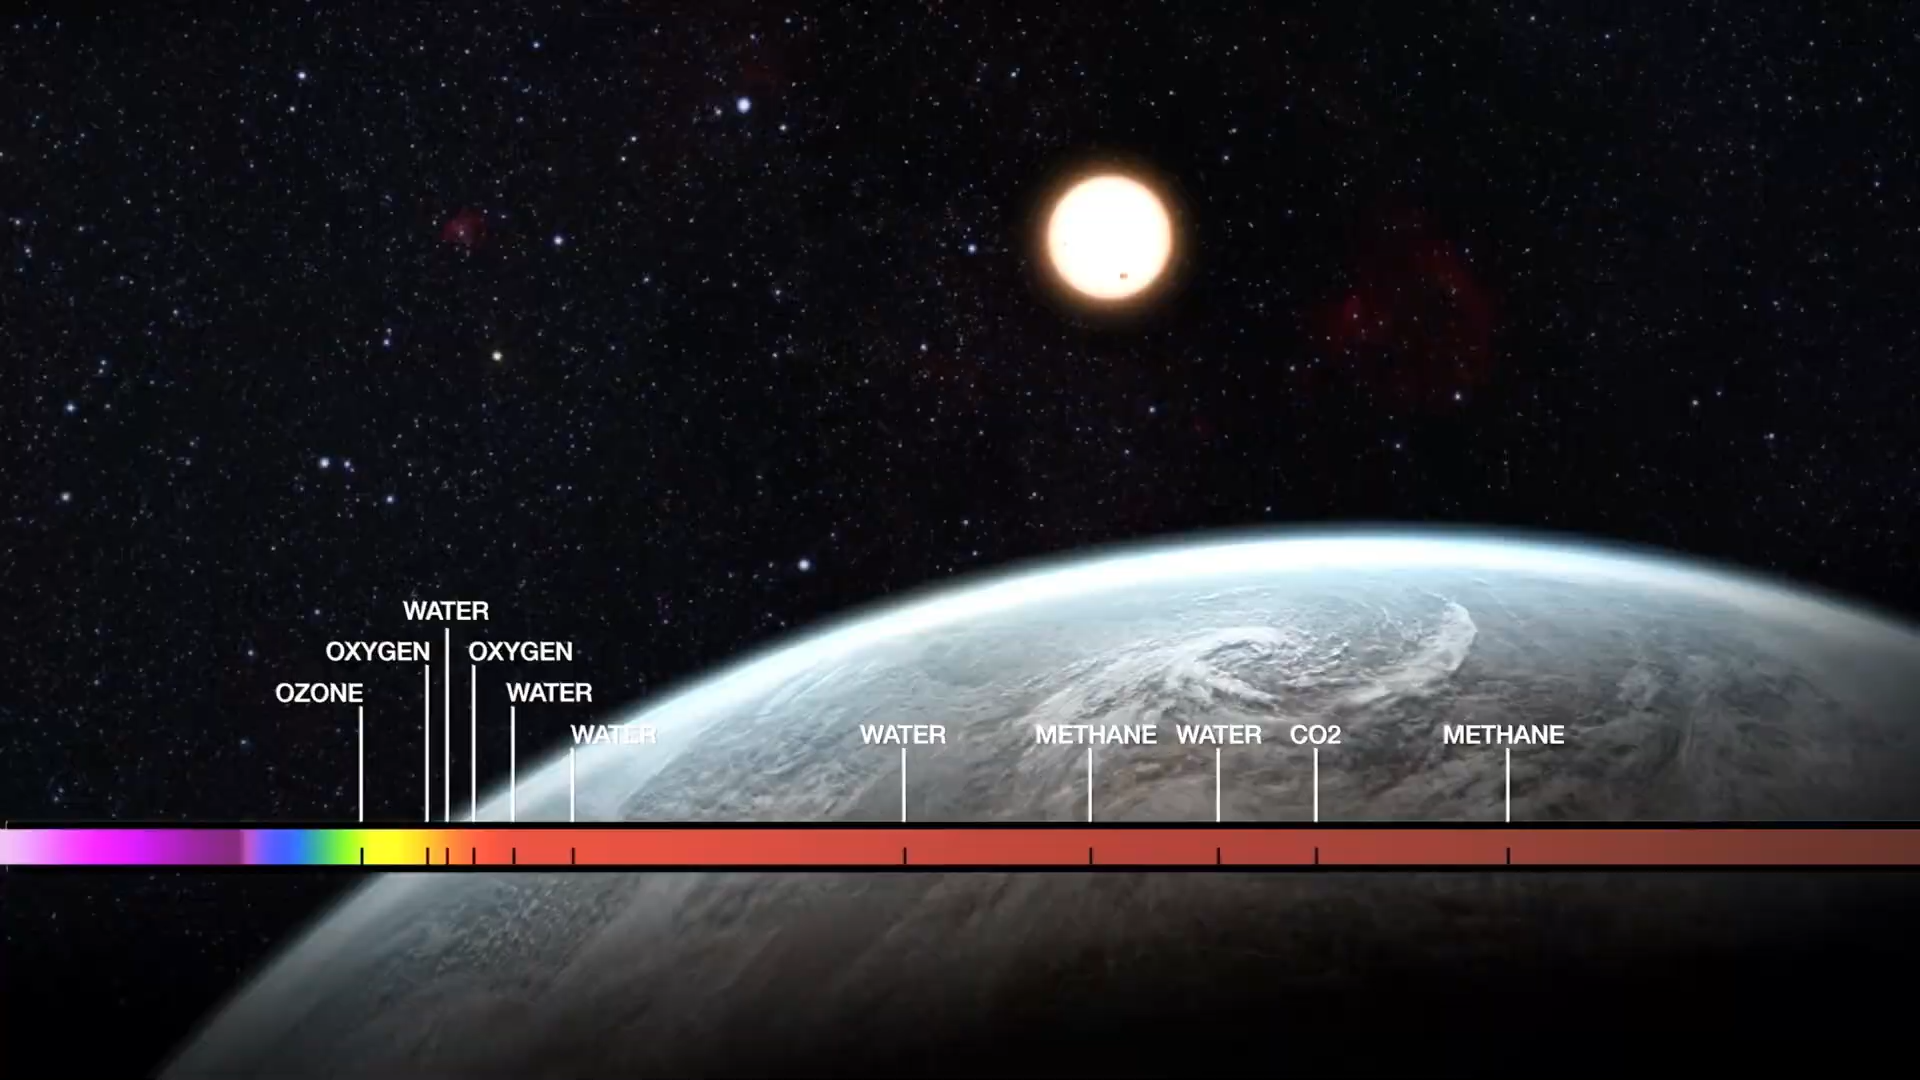 WATER
OXYGEN OXYGEN
OZONE WATER
WATER WATER METHANE WATER CO2 METHANE